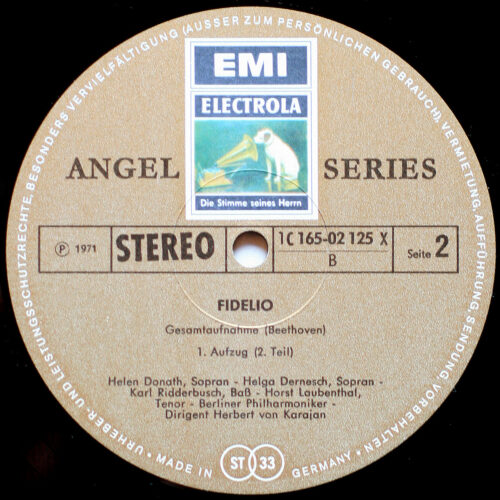 URHEBER- UND LEISTUNGSSCHUTZRECHTE, BESONDERS VERVIELFÄLTIGUNG (AUSSER ZUM PERSÖNLICHEN GEBRAUCH), VERMIETUNG, AUFFÜHRUNG, SENDUNG VORBEHALTEN
EMI
ELECTROLA
ANGEL SERIES
Die Stimme seines Herrn
Ⓟ 1971 STEREO 1C 165-02 125 X Seite 2
B
FIDELIO
Gesamtaufnahme (Beethoven)
1. Aufzug (2. Teil)
Helen Donath, Sopran - Helga Dernesch, Sopran -
Karl Ridderbusch, Baß - Horst Laubenthal,
Tenor - Berliner Philharmoniker -
Dirigent Herbert von Karajan
• MADE IN ST 33 GERMANY •